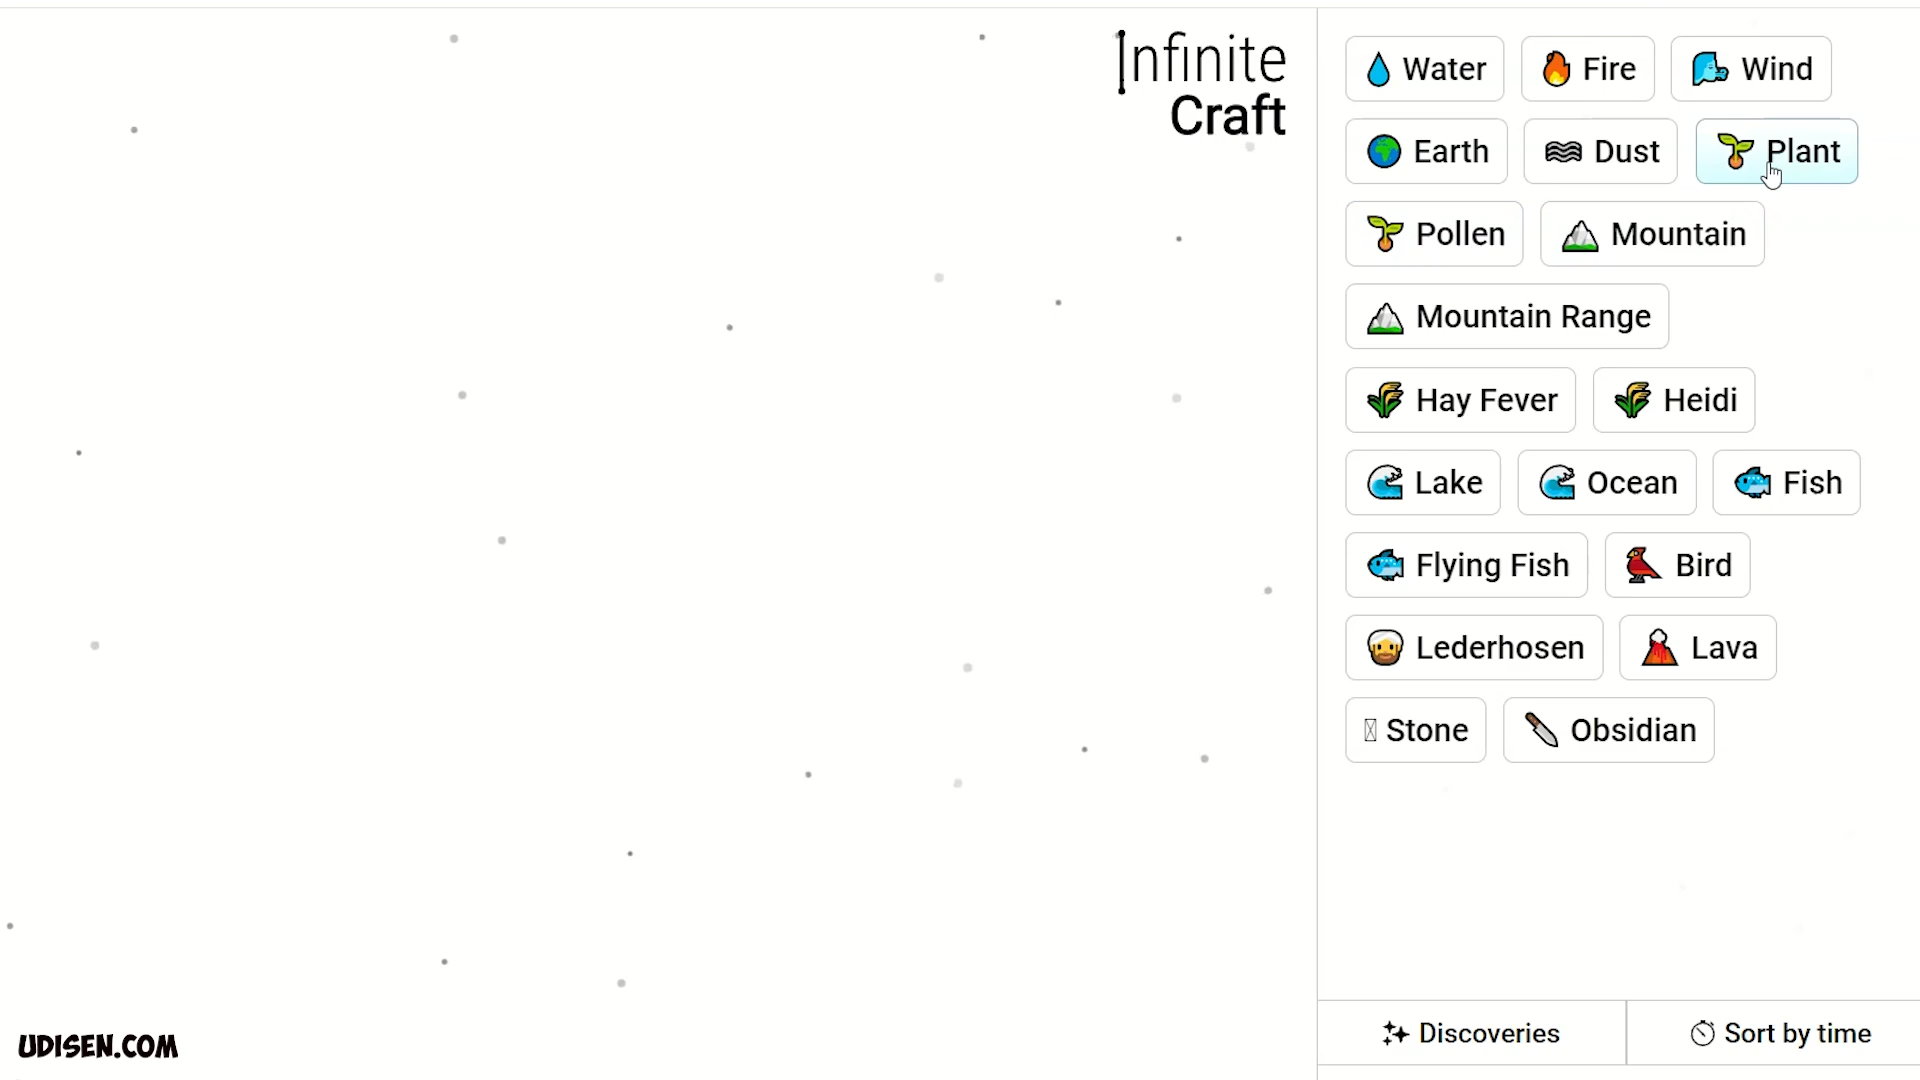 Infinite
Craft
Water Fire Wind
Earth Dust Plant
Pollen Mountain
Mountain Range
Hay Fever Heidi
Lake Ocean Fish
Flying Fish Bird
Lederhosen Lava
Stone Obsidian
Discoveries Sort by time
UDISEN.COM